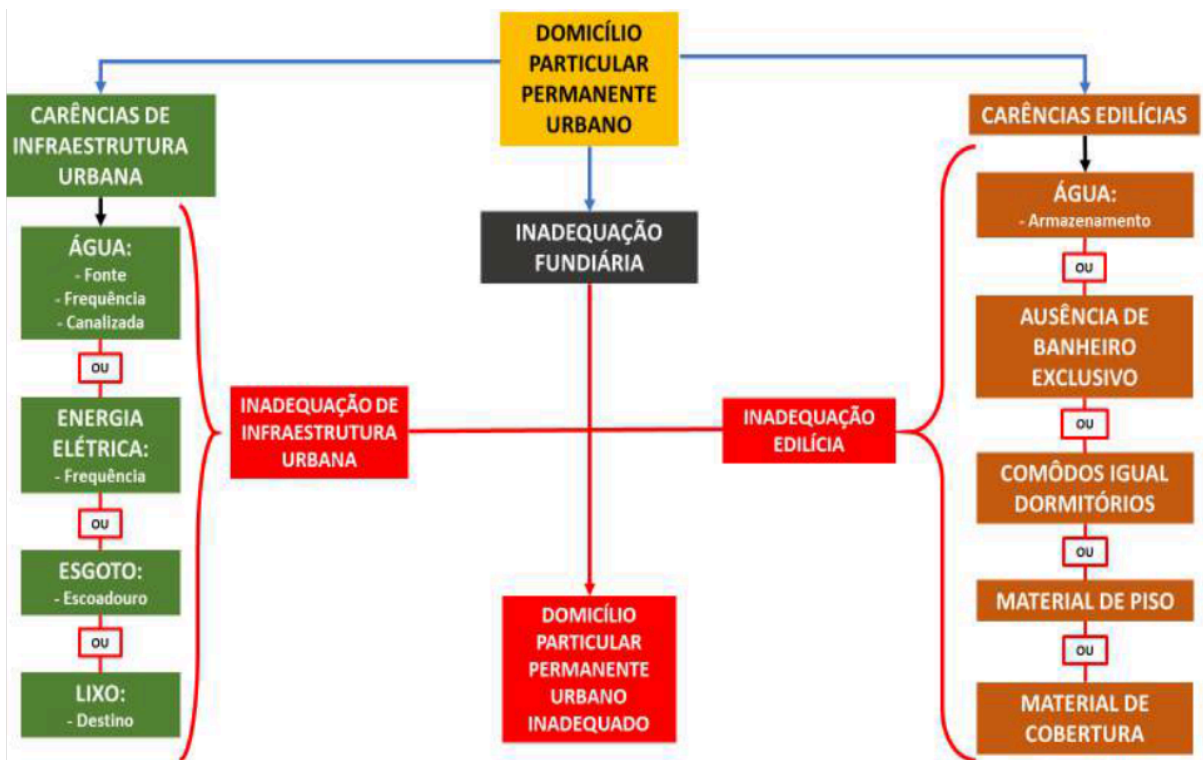 DOMICÍLIO
PARTICULAR
PERMANENTE
URBANO
CARÊNCIAS DE
INFRAESTRUTURA
URBANA
ÁGUA:
- Fonte
- Frequência
- Canalizada
OU
ENERGIA
ELÉTRICA:
- Frequência
OU
ESGOTO:
- Escoadouro
OU
LIXO:
- Destino
INADEQUAÇÃO DE
INFRAESTRUTURA
URBANA
INADEQUAÇÃO
FUNDIÁRIA
DOMICÍLIO
PARTICULAR
PERMANENTE
URBANO
INADEQUADO
INADEQUAÇÃO
EDILÍCIA
CARÊNCIAS EDILÍCIAS
ÁGUA:
- Armazenamento
OU
AUSÊNCIA DE
BANHEIRO
EXCLUSIVO
OU
COMÔDOS IGUAL
DORMITÓRIOS
OU
MATERIAL DE PISO
OU
MATERIAL DE
COBERTURA